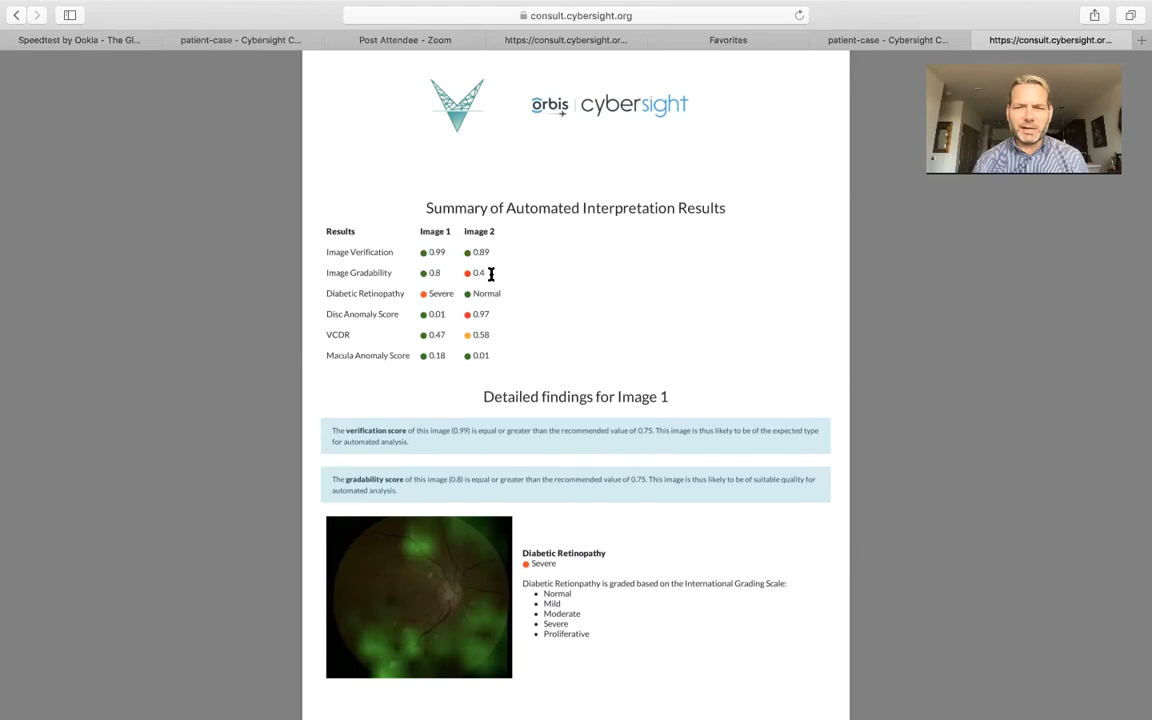 consult.cybersight.org
Speedtest by Ookla - The Gl...
patient-case - Cybersight C...
Post Attendee - Zoom
https://consult.cybersight.or...
Favorites
patient-case - Cybersight C...
https://consult.cybersight.or...
orbis | cybersight
Summary of Automated Interpretation Results
Results Image 1 Image 2
Image Verification 0.99 0.89
Image Gradability 0.8 0.4
Diabetic Retinopathy Severe Normal
Disc Anomaly Score 0.01 0.97
VCDR 0.47 0.58
Macula Anomaly Score 0.18 0.01
Detailed findings for Image 1
The verification score of this image (0.99) is equal or greater than the recommended value of 0.75. This image is thus likely to be of the expected type
for automated analysis.
The gradability score of this image (0.8) is equal or greater than the recommended value of 0.75. This image is thus likely to be of suitable quality for
automated analysis.
Diabetic Retinopathy
Severe
Diabetic Retionpathy is graded based on the International Grading Scale:
• Normal
• Mild
• Moderate
• Severe
• Proliferative